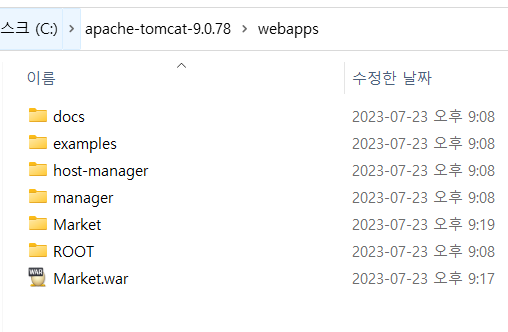 스크 (C:) > apache-tomcat-9.0.78 > webapps
이름 수정한 날짜
docs 2023-07-23 오후 9:08
examples 2023-07-23 오후 9:08
host-manager 2023-07-23 오후 9:08
manager 2023-07-23 오후 9:08
Market 2023-07-23 오후 9:19
ROOT 2023-07-23 오후 9:08
WAR Market.war 2023-07-23 오후 9:17